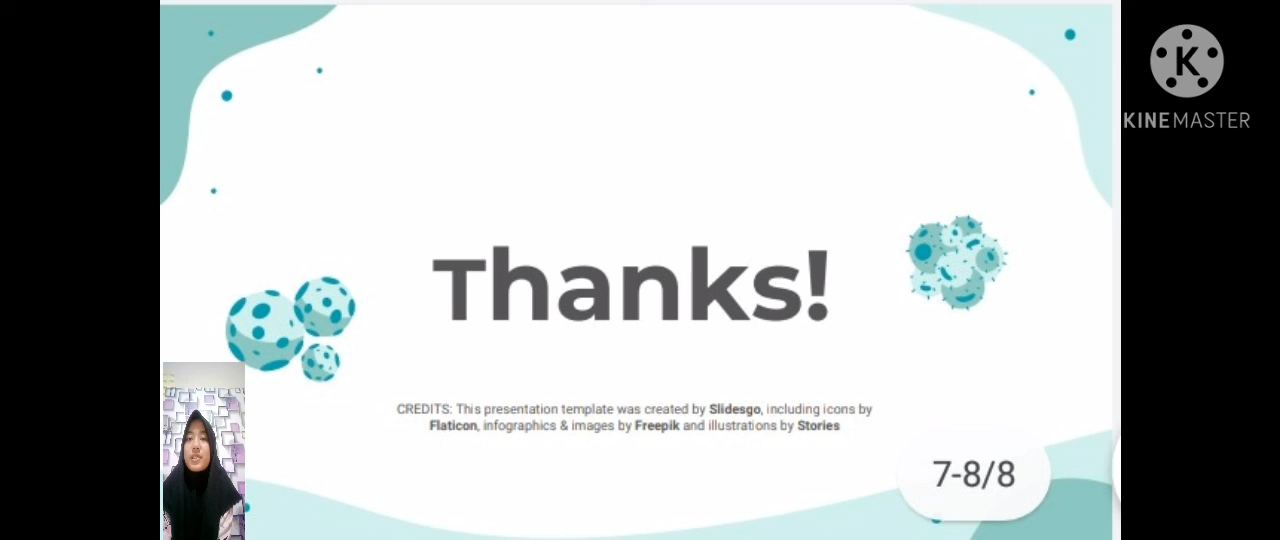 K
KINEMASTER
Thanks!
CREDITS: This presentation template was created by Slidesgo, including icons by
Flaticon, infographics & images by Freepik and illustrations by Stories
7-8/8